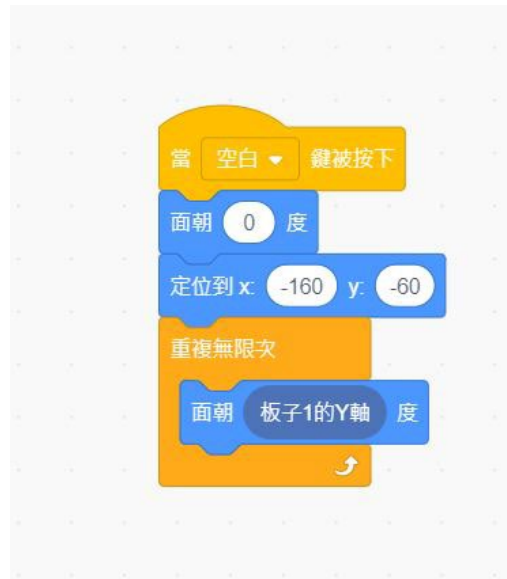 當 空白 鍵被按下
面朝 0 度
定位到 x: -160 y: -60
重複無限次
面朝 板子1的Y軸 度